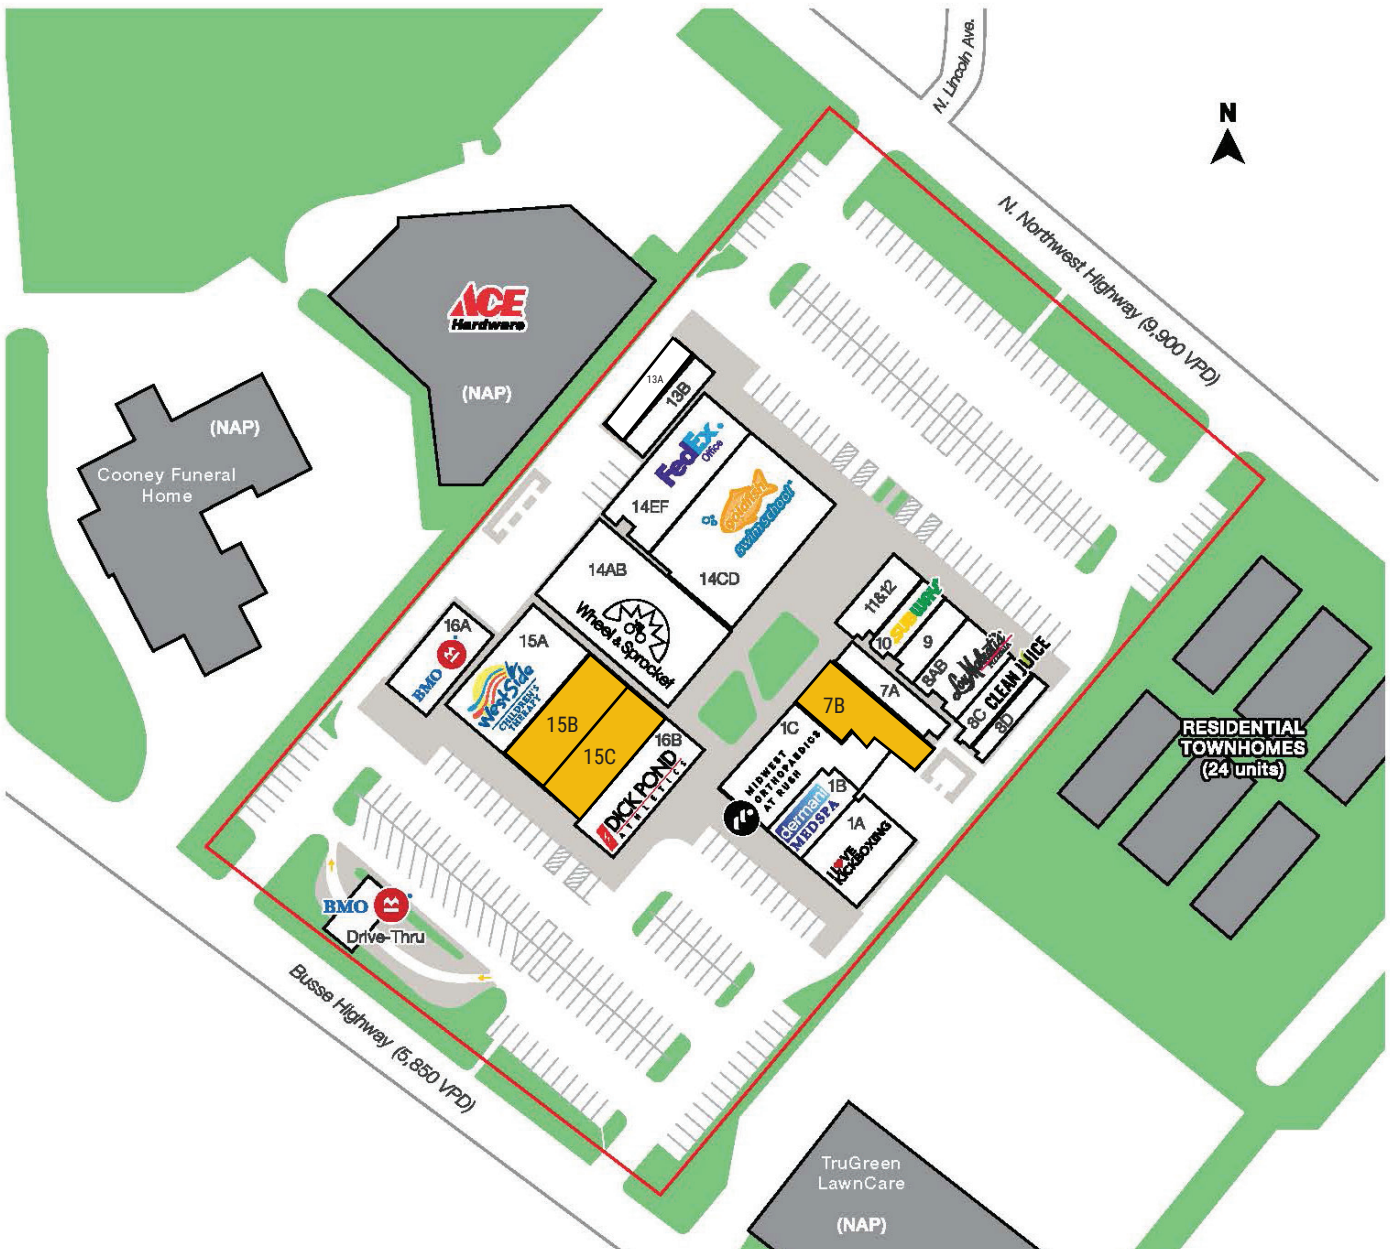 N. Lincoln Ave.
N
N. Northwest Highway (9,900 VPD)
ACE
Hardware
(NAP)
(NAP)
Cooney Funeral
Home
13A
13B
FedEx
Office
14EF
goldfish
swim school
14CD
14AB
Wheel & Sprocket
16A
BMO
15A
WestSide
CHILDREN'S
THERAPY
15B
15C
16B
DICK POND
ATHLETICS
11&12
10
SUBWAY
9
8AB
Lou Malnati's
8C
CLEAN JUICE
8D
7A
7B
1C
MIDWEST
ORTHOPAEDICS
AT RUSH
1B
dermani
MEDSPA
1A
I LOVE
KICKBOXING
RESIDENTIAL
TOWNHOMES
(24 units)
BMO
Drive-Thru
Busse Highway (5,850 VPD)
TruGreen
LawnCare
(NAP)